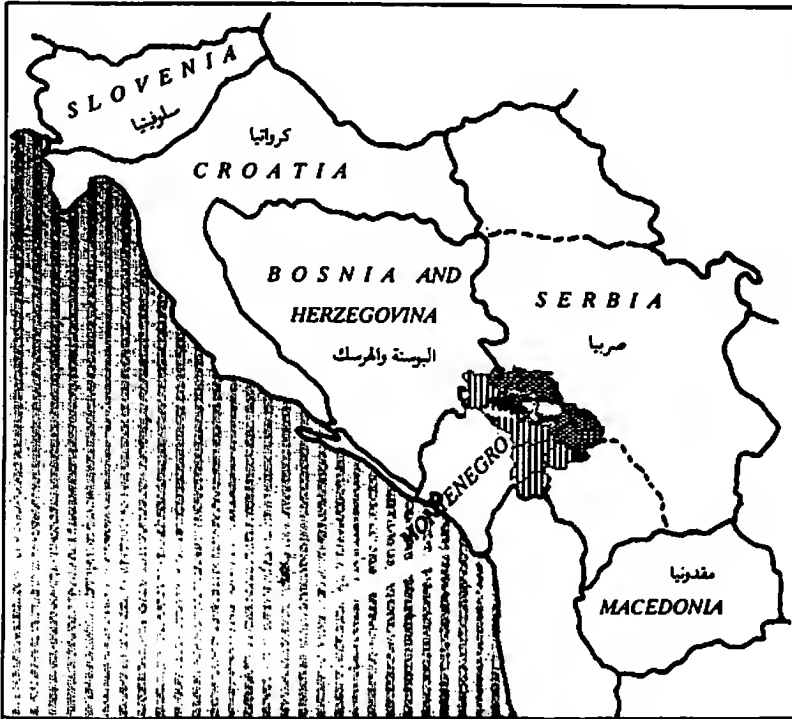 SLOVENIA
سلوفينيا
كرواتيا
CROATIA
BOSNIA AND
HERZEGOVINA
البوسنة والهرسك
SERBIA
صربيا
MONTENEGRO
مقدونيا
MACEDONIA